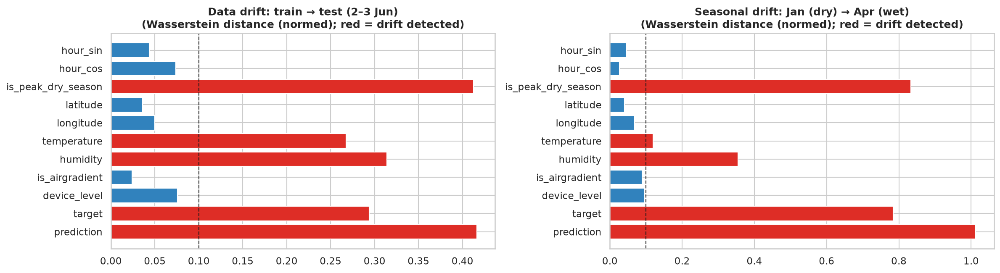 Data drift: train → test (2–3 Jun)
(Wasserstein distance (normed); red = drift detected)
hour_sin
hour_cos
is_peak_dry_season
latitude
longitude
temperature
humidity
is_airgradient
device_level
target
prediction
0.00 0.05 0.10 0.15 0.20 0.25 0.30 0.35 0.40
Seasonal drift: Jan (dry) → Apr (wet)
(Wasserstein distance (normed); red = drift detected)
hour_sin
hour_cos
is_peak_dry_season
latitude
longitude
temperature
humidity
is_airgradient
device_level
target
prediction
0.0 0.2 0.4 0.6 0.8 1.0